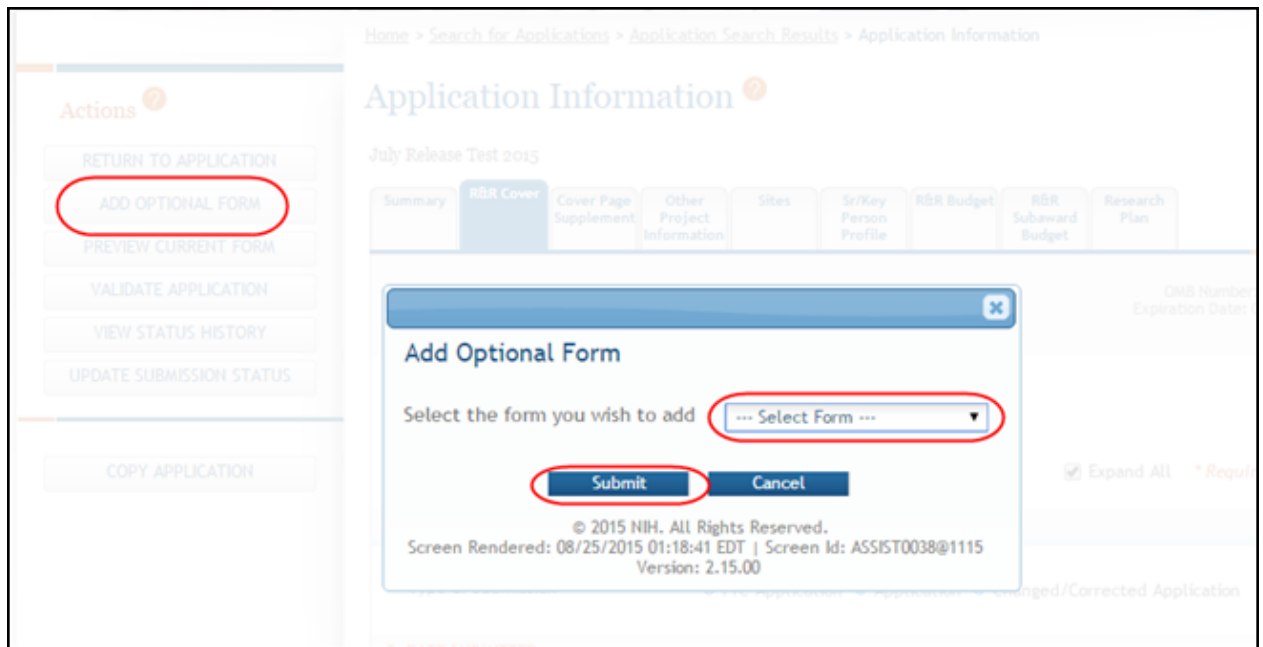 Home > Search for Applications > Application Search Results > Application Information
Actions ?
RETURN TO APPLICATION
ADD OPTIONAL FORM
PREVIEW CURRENT FORM
VALIDATE APPLICATION
VIEW STATUS HISTORY
UPDATE SUBMISSION STATUS
COPY APPLICATION
Application Information ?
July Release Test 2015
Summary
R&R Cover
Cover Page
Supplement
Other
Project
Information
Sites
Sr/Key
Person
Profile
R&R Budget
R&R
Subaward
Budget
Research
Plan
OMB Number
Expiration Date:
Add Optional Form
Select the form you wish to add
--- Select Form ---
Submit
Cancel
Expand All
* Requi
© 2015 NIH. All Rights Reserved.
Screen Rendered: 08/25/2015 01:18:41 EDT | Screen Id: ASSIST0038@1115
Version: 2.15.00
Changed/Corrected Application